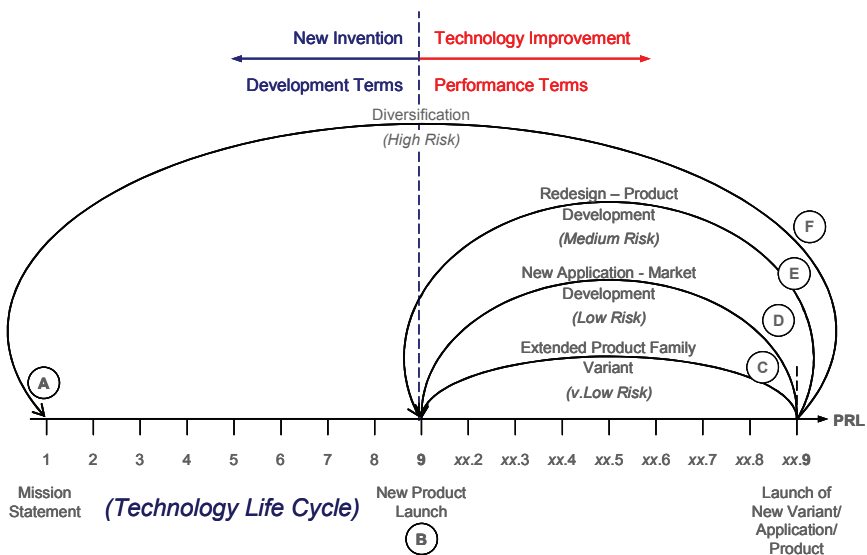 New Invention Technology Improvement
Development Terms Performance Terms
Diversification
(High Risk)
Redesign – Product
Development
(Medium Risk)
F
E
New Application - Market
Development
(Low Risk)
D
Extended Product Family
Variant
(v.Low Risk)
C
A
PRL
1 2 3 4 5 6 7 8 9 xx.2 xx.3 xx.4 xx.5 xx.6 xx.7 xx.8 xx.9
Mission
Statement
(Technology Life Cycle)
New Product
Launch
B
Launch of
New Variant/
Application/
Product